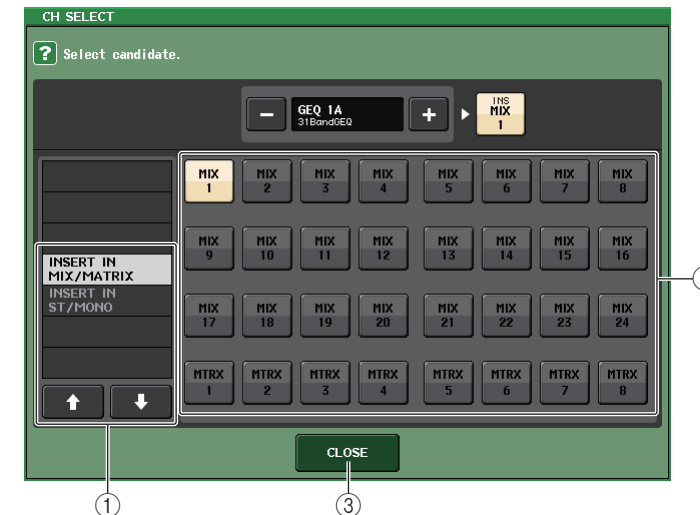 CH SELECT
? Select candidate.
GEQ 1A
31BandGEQ
INS
MIX
1
MIX 1 MIX 2 MIX 3 MIX 4 MIX 5 MIX 6 MIX 7 MIX 8
MIX 9 MIX 10 MIX 11 MIX 12 MIX 13 MIX 14 MIX 15 MIX 16
INSERT IN
MIX/MATRIX
INSERT IN
ST/MONO
MIX 17 MIX 18 MIX 19 MIX 20 MIX 21 MIX 22 MIX 23 MIX 24
MTRX 1 MTRX 2 MTRX 3 MTRX 4 MTRX 5 MTRX 6 MTRX 7 MTRX 8
CLOSE
① ③